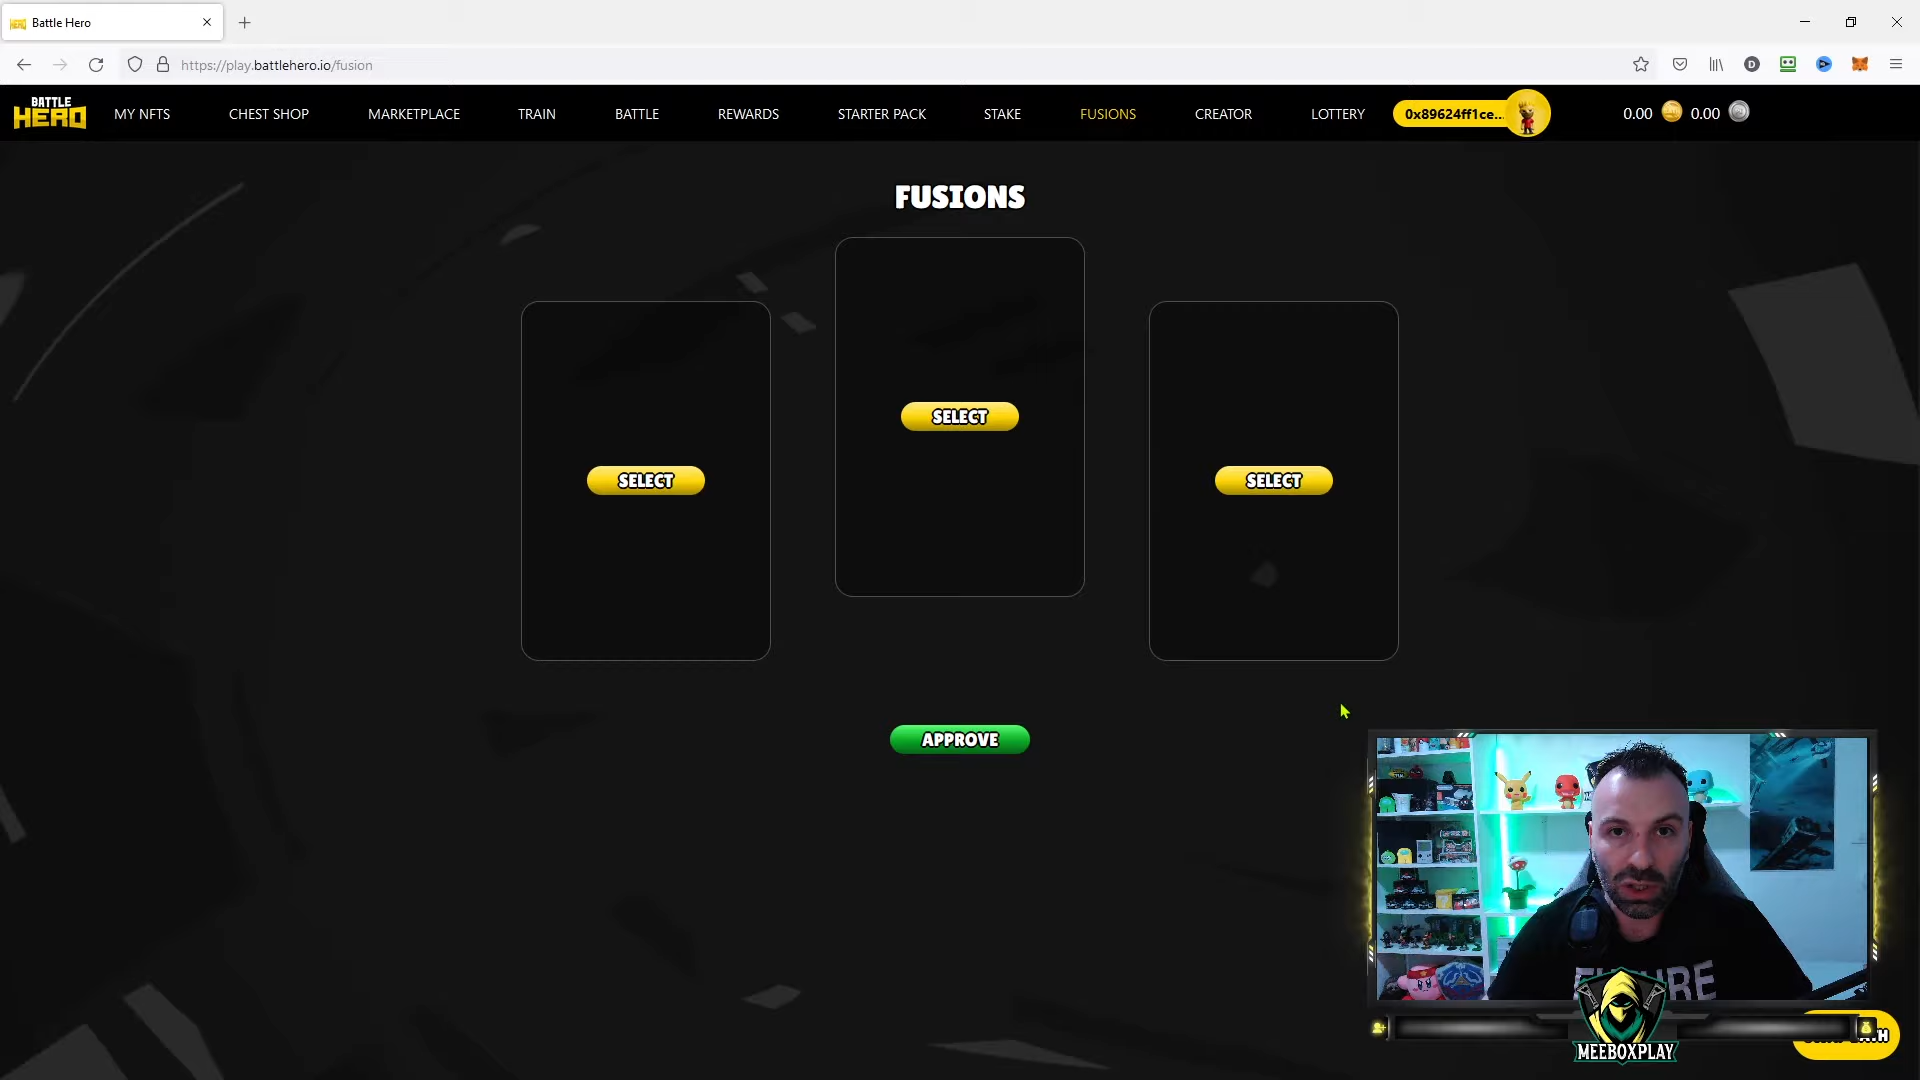 Battle Hero
https://play.battlehero.io/fusion
BATTLE
HERO
MY NFTS
CHEST SHOP
MARKETPLACE
TRAIN
BATTLE
REWARDS
STARTER PACK
STAKE
FUSIONS
CREATOR
LOTTERY
0x89624ff1ce...
0.00
0.00
FUSIONS
SELECT
SELECT
SELECT
APPROVE
MEEBOXPLAY